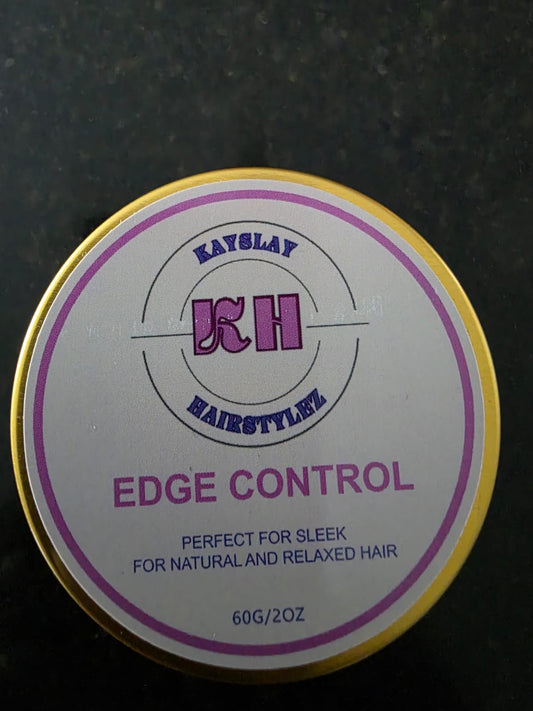 KAYSLAY
KH
HAIRSTYLEZ
EDGE CONTROL
PERFECT FOR SLEEK
FOR NATURAL AND RELAXED HAIR
60G/2OZ